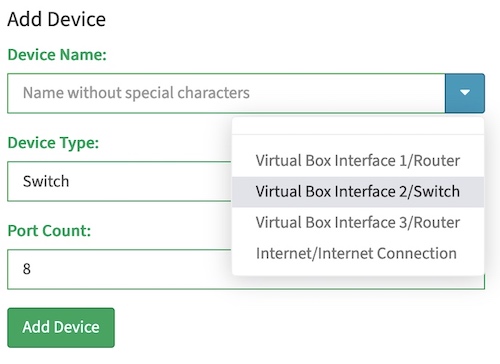 Add Device
Device Name:
Name without special characters
Virtual Box Interface 1/Router
Virtual Box Interface 2/Switch
Virtual Box Interface 3/Router
Internet/Internet Connection
Device Type:
Switch
Port Count:
8
Add Device